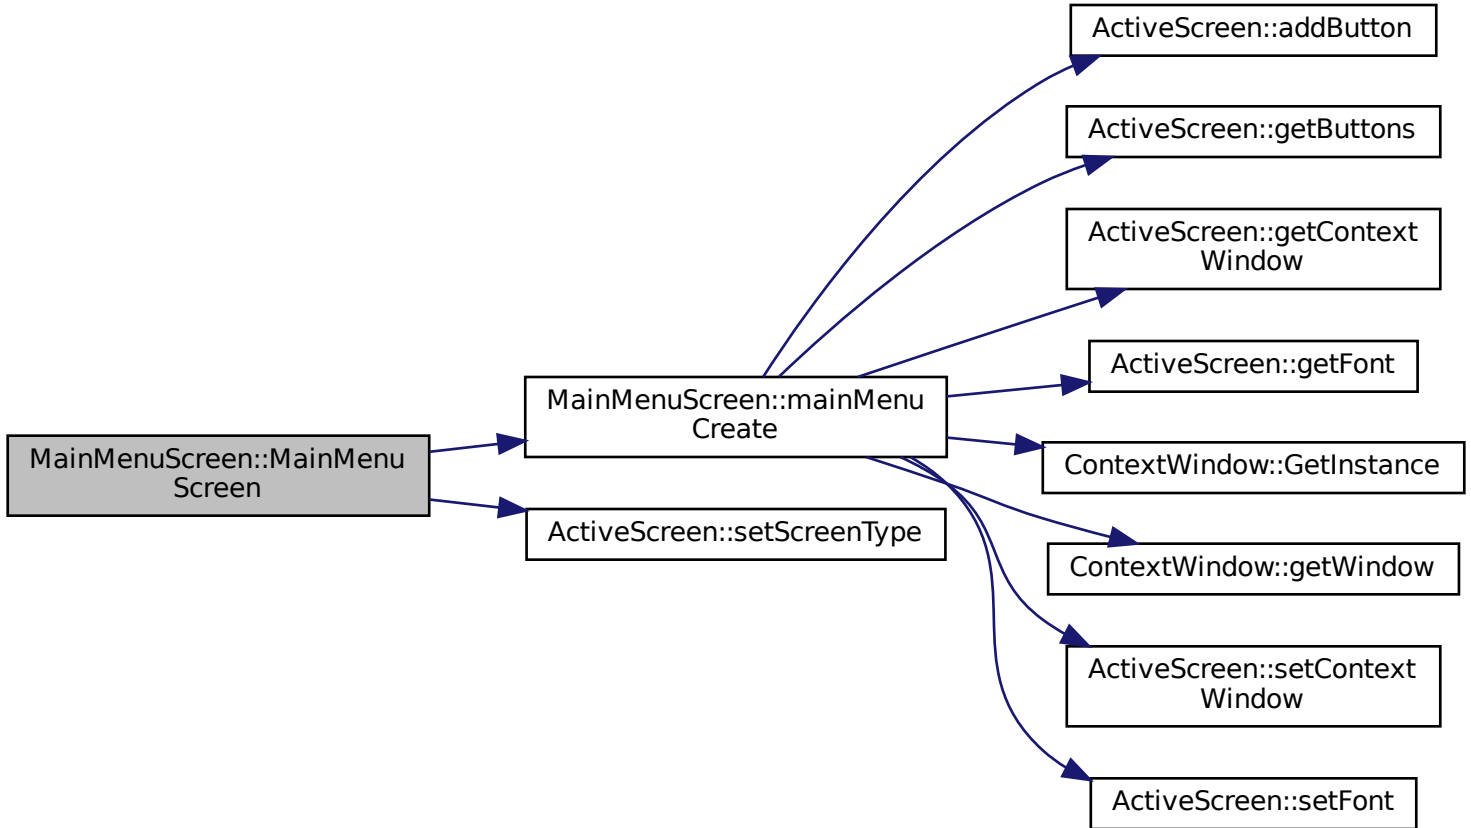 ActiveScreen::addButton
ActiveScreen::getButtons
ActiveScreen::getContext
Window
ActiveScreen::getFont
MainMenuScreen::mainMenu
Create
MainMenuScreen::MainMenu
Screen
ContextWindow::GetInstance
ActiveScreen::setScreenType
ContextWindow::getWindow
ActiveScreen::setContext
Window
ActiveScreen::setFont